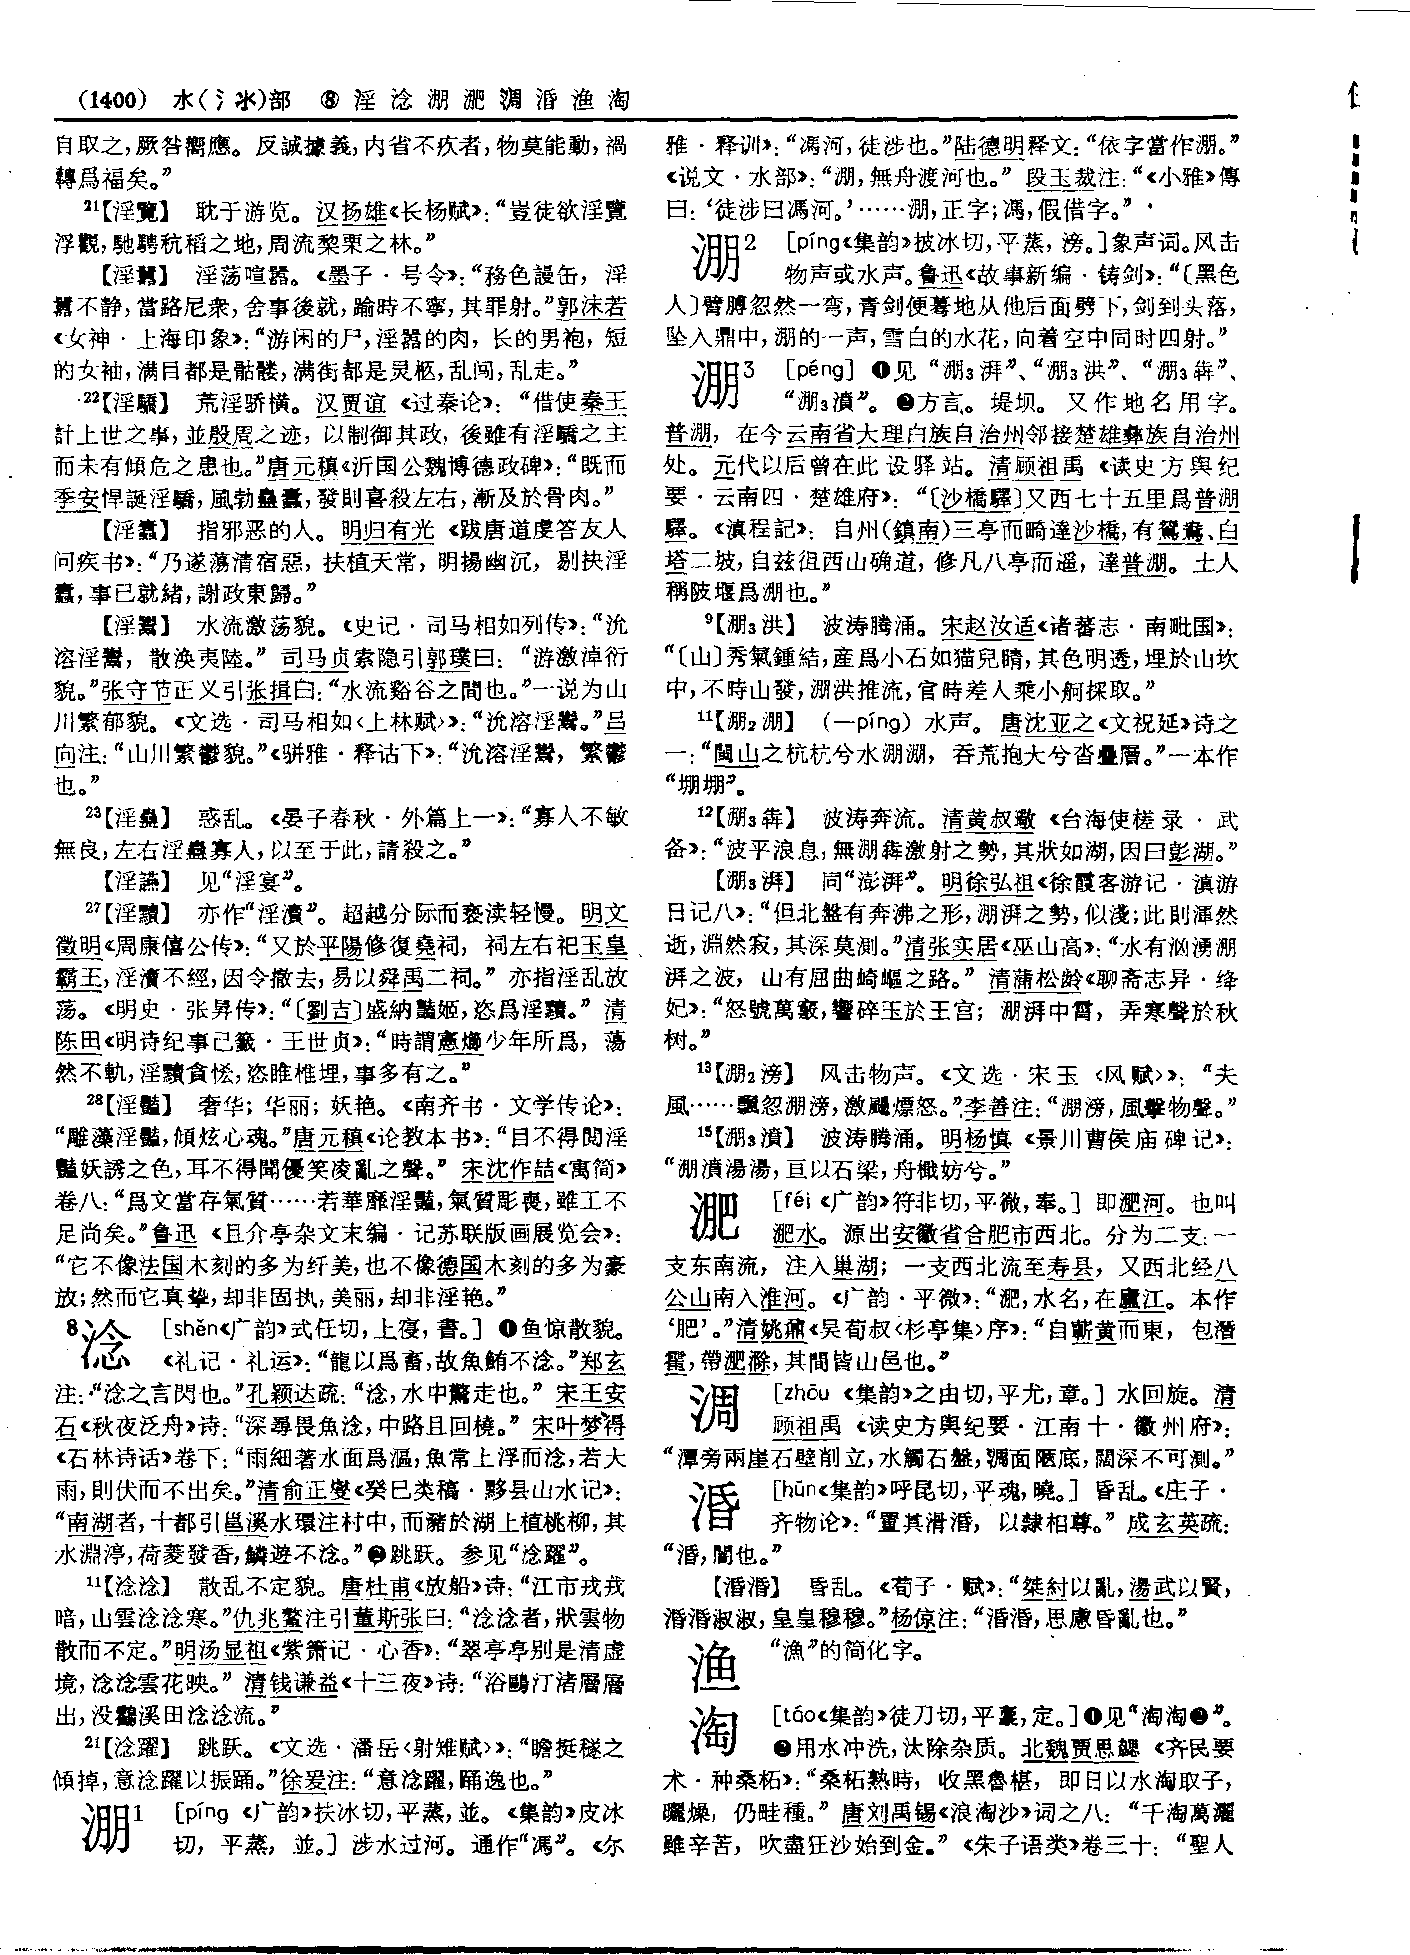 (1400) 水(氵氺)部 ⑧ 淫淰淜淝淍涽渔淘
自取之，厥咎嚮應。反誠據義，内省不疚者，物莫能動，禍
轉爲福矣。”
21【淫覽】 耽于游览。汉扬雄《长杨赋》：“豈徒欲淫覽
浮觀，馳騁秔稻之地，周流棃栗之林。”
【淫囂】 淫荡喧嚣。《墨子·号令》：“務色謾缶，淫
囂不静，當路尼衆，舍事後就，踰時不寧，其罪射。”郭沫若
《女神·上海印象》：“游闲的尸，淫嚣的肉，长的男袍，短
的女袖，满目都是骷髅，满街都是灵柩，乱闯，乱走。”
22【淫驕】 荒淫骄横。汉贾谊《过秦论》：“借使秦王
計上世之事，並殷周之迹，以制御其政，後雖有淫驕之主
而未有傾危之患也。”唐元稹《沂国公魏博德政碑》：“既而
季安悍誕淫驕，風勃蠱蠹，發則喜殺左右，漸及於骨肉。”
【淫蠹】 指邪恶的人。明归有光《跋唐道虔答友人
问疾书》：“乃遂蕩清宿惡，扶植天常，明揚幽沉，剔抉淫
蠹，事已就緒，謝政東歸。”
【淫鬻】 水流激荡貌。《史记·司马相如列传》：“沇
溶淫鬻，散涣夷陸。”司马贞索隐引郭璞曰：“游激淖衍
貌。”张守节正义引张揖曰：“水流谿谷之間也。”一说为山
川繁郁貌。《文选·司马相如〈上林赋〉》：“沇溶淫鬻。”吕
向注：“山川繁鬱貌。”《骈雅·释诂下》：“沇溶淫鬻，繁鬱
也。”
23【淫蠱】 惑乱。《晏子春秋·外篇上一》：“寡人不敏
無良，左右淫蠱寡人，以至于此，請殺之。”
【淫讌】 见“淫宴”。
27【淫黷】 亦作“淫瀆”。超越分际而亵渎轻慢。明文
徵明《周康僖公传》：“又於平陽修復堯祠，祠左右祀玉皇
霸王，淫瀆不經，因令撤去，易以舜禹二祠。”亦指淫乱放
荡。《明史·张昇传》：“〔劉吉〕盛納豔姬，恣爲淫黷。”清
陈田《明诗纪事己籤·王世贞》：“時謂憲爝少年所爲，蕩
然不軌，淫黷貪恡，恣睢椎埋，事多有之。”
28【淫豔】 奢华；华丽；妖艳。《南齐书·文学传论》：
“雕藻淫豔，傾炫心魂。”唐元稹《论教本书》：“目不得閲淫
豔妖誘之色，耳不得聞優笑凌亂之聲。”宋沈作喆《寓简》
卷八：“爲文當存氣質……若華靡淫豔，氣質彫喪，雖工不
足尚矣。”鲁迅《且介亭杂文末编·记苏联版画展览会》：
“它不像法国木刻的多为纤美，也不像德国木刻的多为豪
放；然而它真挚，却非固执，美丽，却非淫艳。”
8淰 [shěn《广韵》式任切，上寑，書。] ❶鱼惊散貌。
《礼记·礼运》：“龍以爲畜，故魚鮪不淰。”郑玄
注：“淰之言閃也。”孔颖达疏：“淰，水中驚走也。”宋王安
石《秋夜泛舟》诗：“深尋畏魚淰，中路且回橈。”宋叶梦得
《石林诗话》卷下：“雨細著水面爲漚，魚常上浮而淰，若大
雨，則伏而不出矣。”清俞正燮《癸巳类稿·黟县山水记》：
“南湖者，十都引邕溪水環注村中，而豬於湖上植桃柳，其
水淵渟，荷菱發香，鱗遊不淰。”❷跳跃。参见“淰躍”。
11【淰淰】 散乱不定貌。唐杜甫《放船》诗：“江市戎戎
暗，山雲淰淰寒。”仇兆鳌注引董斯张曰：“淰淰者，狀雲物
散而不定。”明汤显祖《紫箫记·心香》：“翠亭亭别是清虚
境，淰淰雲花映。”清钱谦益《十三夜》诗：“浴鷗汀渚層層
出，没鸛溪田淰淰流。”
21【淰躍】 跳跃。《文选·潘岳〈射雉赋〉》：“瞻挺穟之
傾掉，意淰躍以振踊。”徐爰注：“意淰躍，踊逸也。”
淜1 [píng《广韵》扶冰切，平蒸，並。《集韵》皮冰
切，平蒸，並。] 涉水过河。通作“馮”。《尔
雅·释训》：“馮河，徒涉也。”陆德明释文：“依字當作淜。”
《说文·水部》：“淜，無舟渡河也。”段玉裁注：“《小雅》傳
曰：‘徒涉曰馮河。’……淜，正字；馮，假借字。”
淜2 [píng《集韵》披冰切，平蒸，滂。]象声词。风击
物声或水声。鲁迅《故事新编·铸剑》：“〔黑色
人〕臂膊忽然一弯，青剑便蓦地从他后面劈下，剑到头落，
坠入鼎中，淜的一声，雪白的水花，向着空中同时四射。”
淜3 [péng] ❶见“淜3湃”、“淜3洪”、“淜3犇”、
“淜3濆”。❷方言。堤坝。又作地名用字。
普淜，在今云南省大理白族自治州邻接楚雄彝族自治州
处。元代以后曾在此设驿站。清顾祖禹《读史方舆纪
要·云南四·楚雄府》：“〔沙橋驛〕又西七十五里爲普淜
驛。《滇程記》：自州(鎮南)三亭而畸達沙橋，有鴛鴦、白
塔二坡，自兹徂西山确道，修凡八亭而遥，達普淜。土人
稱陂堰爲淜也。”
9【淜3洪】 波涛腾涌。宋赵汝适《诸蕃志·南毗国》：
“〔山〕秀氣鍾結，産爲小石如猫兒睛，其色明透，埋於山坎
中，不時山發，淜洪推流，官時差人乘小舸採取。”
11【淜2淜】 (—píng) 水声。唐沈亚之《文祝延》诗之
一：“閩山之杭杭兮水淜淜，吞荒抱大兮沓疊層。”一本作
“堋堋”。
12【淜3犇】 波涛奔流。清黄叔璥《台海使槎录·武
备》：“波平浪息，無淜犇激射之勢，其狀如湖，因曰彭湖。”
【淜3湃】 同“澎湃”。明徐弘祖《徐霞客游记·滇游
日记八》：“但北盤有奔沸之形，淜湃之勢，似淺；此則渾然
逝，淵然寂，其深莫測。”清张实居《巫山高》：“水有汹湧淜
湃之波，山有屈曲崎嶇之路。”清蒲松龄《聊斋志异·绛
妃》：“怒號萬竅，響碎玉於王宫；淜湃中霄，弄寒聲於秋
树。”
13【淜2滂】 风击物声。《文选·宋玉〈风赋〉》：“夫
風……飄忽淜滂，激颺熛怒。”李善注：“淜滂，風擊物聲。”
15【淜3濆】 波涛腾涌。明杨慎《景川曹侯庙碑记》：
“淜濆湯湯，亘以石梁，舟檝妨兮。”
淝 [féi《广韵》符非切，平微，奉。] 即淝河。也叫
淝水。源出安徽省合肥市西北。分为二支：一
支东南流，注入巢湖；一支西北流至寿县，又西北经八
公山南入淮河。《广韵·平微》：“淝，水名，在廬江。本作
‘肥’。”清姚鼐《吴荀叔〈杉亭集〉序》：“自蘄黄而東，包潛
霍，帶淝滁，其間皆山邑也。”
淍 [zhōu《集韵》之由切，平尤，章。] 水回旋。清
顾祖禹《读史方舆纪要·江南十·徽州府》：
“潭旁兩崖石壁削立，水觸石盤，淍面陋底，闊深不可測。”
涽 [hūn《集韵》呼昆切，平魂，曉。] 昏乱。《庄子·
齐物论》：“置其滑涽，以隸相尊。”成玄英疏：
“涽，闇也。”
【涽涽】 昏乱。《荀子·赋》：“桀紂以亂，湯武以賢，
涽涽淑淑，皇皇穆穆。”杨倞注：“涽涽，思慮昏亂也。”
渔 “漁”的简化字。
淘 [táo《集韵》徒刀切，平豪，定。]❶见“淘淘❷”。
❷用水冲洗，汰除杂质。北魏贾思勰《齐民要
术·种桑柘》：“桑柘熟時，收黑魯椹，即日以水淘取子，
曬燥，仍畦種。”唐刘禹锡《浪淘沙》词之八：“千淘萬漉
雖辛苦，吹盡狂沙始到金。”《朱子语类》卷三十：“聖人